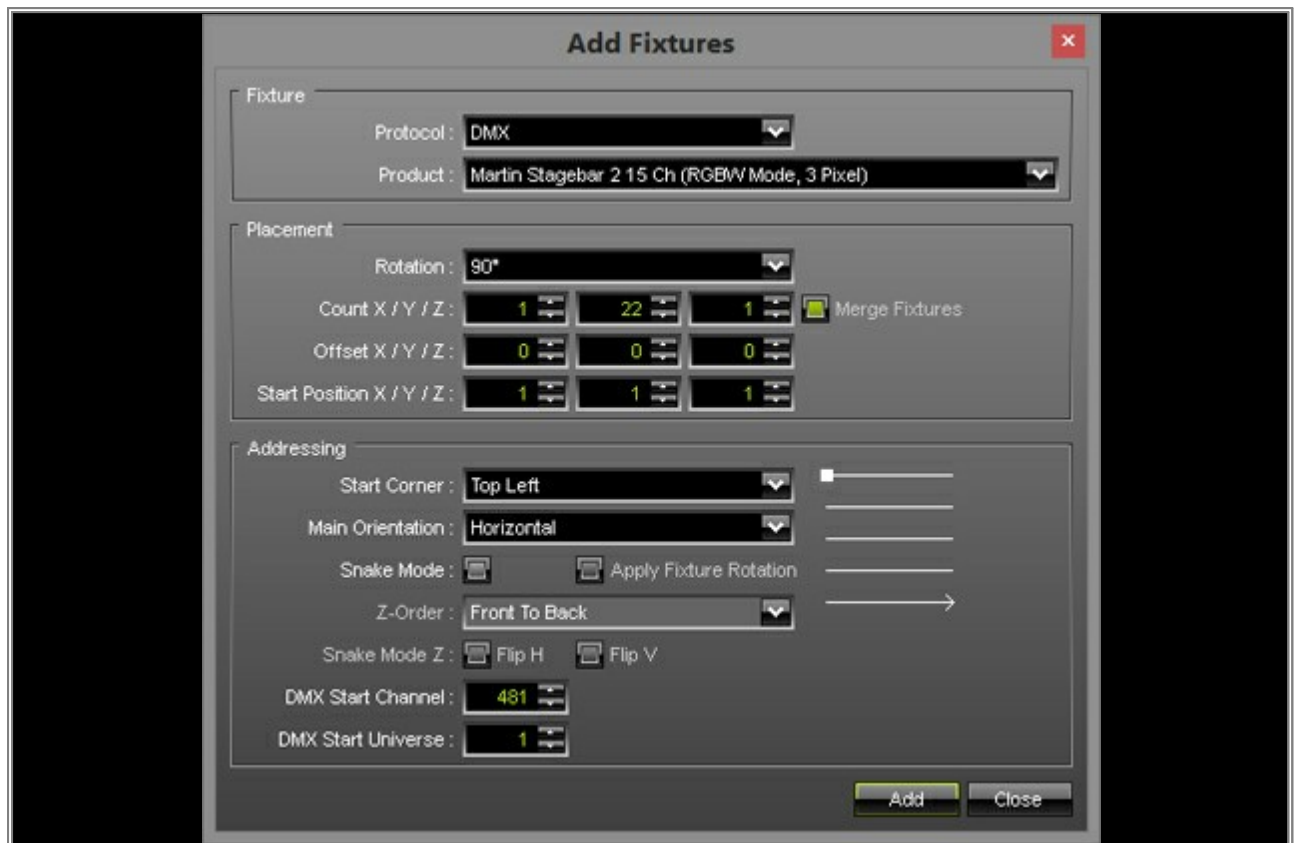 Add Fixtures
Fixture
Protocol : DMX
Product : Martin Stagebar 2 15 Ch (RGBW Mode, 3 Pixel)
Placement
Rotation : 90°
Count X / Y / Z : 1 22 1 Merge Fixtures
Offset X / Y / Z : 0 0 0
Start Position X / Y / Z : 1 1 1
Addressing
Start Corner : Top Left
Main Orientation : Horizontal
Snake Mode : Apply Fixture Rotation
Z-Order : Front To Back
Snake Mode Z : Flip H Flip V
DMX Start Channel : 481
DMX Start Universe : 1
Add Close